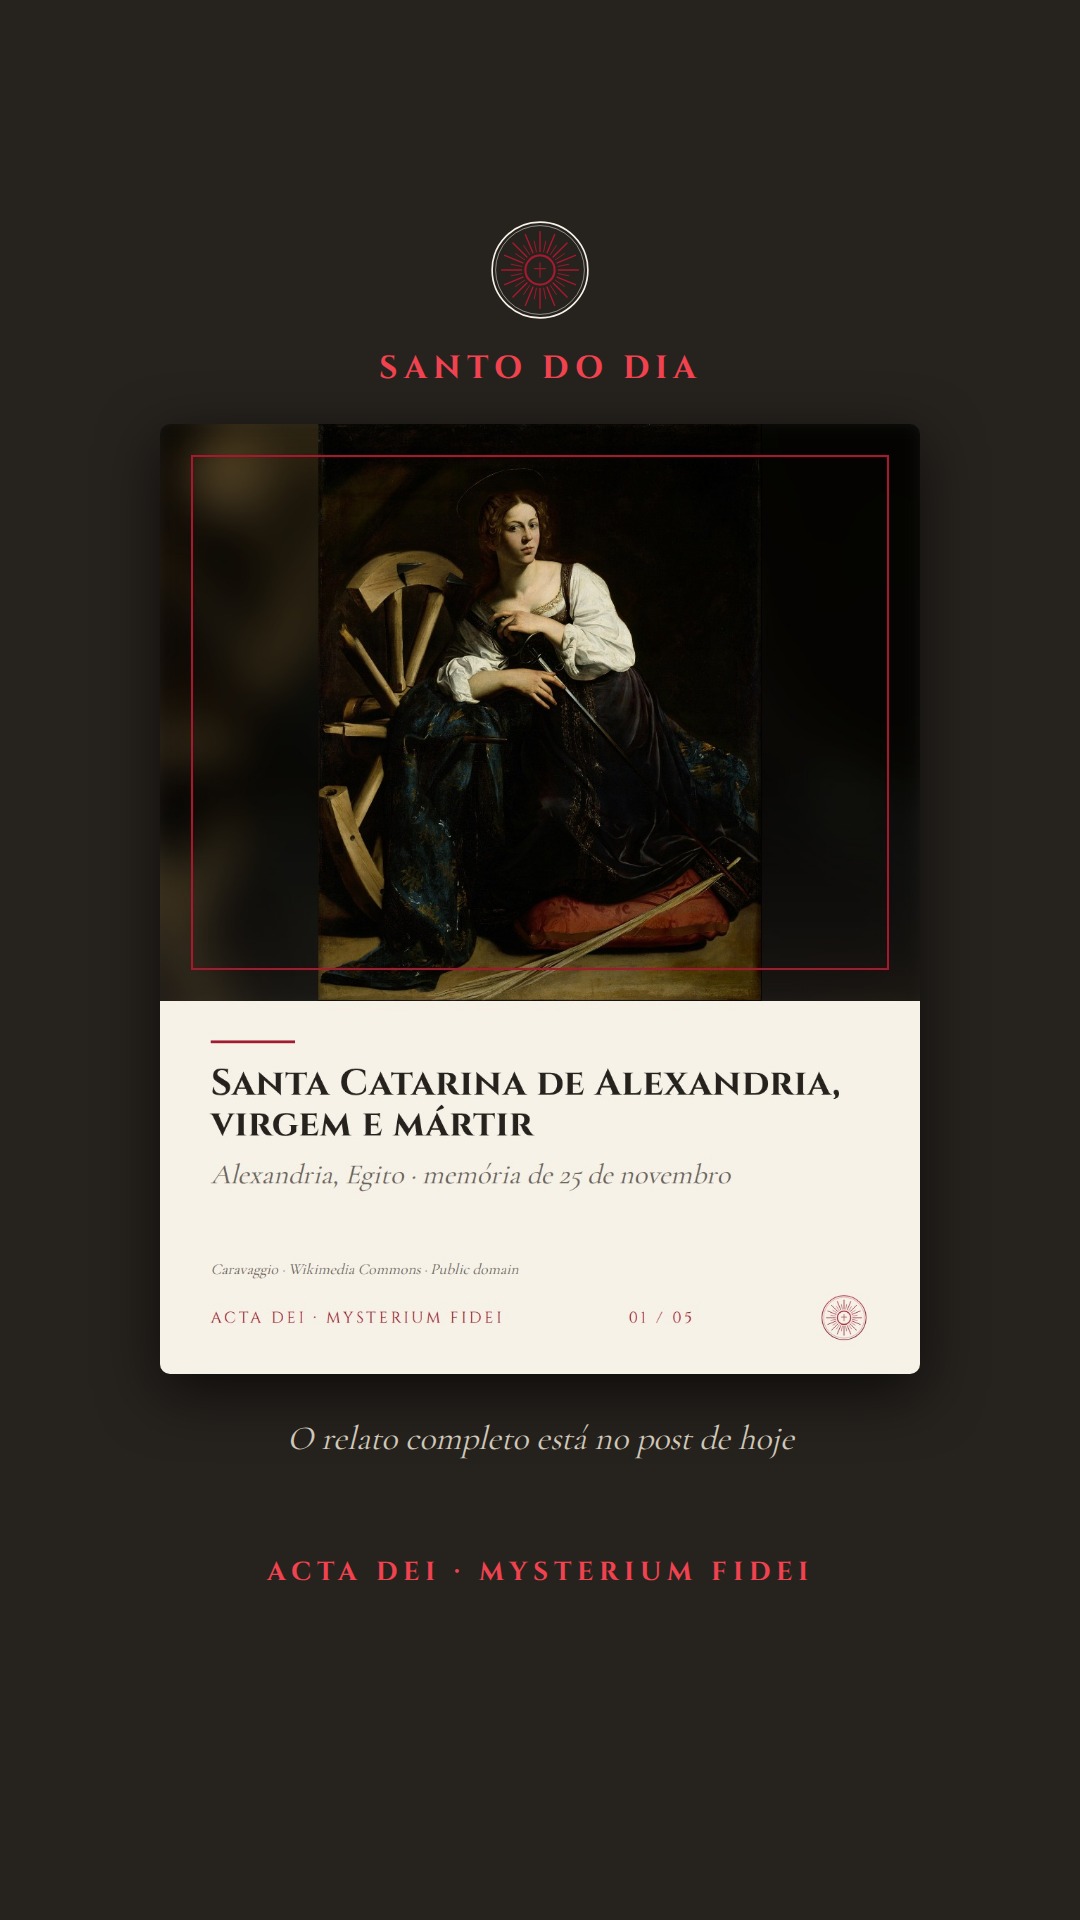 SANTO DO DIA
Santa Catarina de Alexandria,
virgem e mártir
Alexandria, Egito · memória de 25 de novembro
Caravaggio · Wikimedia Commons · Public domain
ACTA DEI · MYSTERIUM FIDEI 01 / 05
O relato completo está no post de hoje
ACTA DEI · MYSTERIUM FIDEI